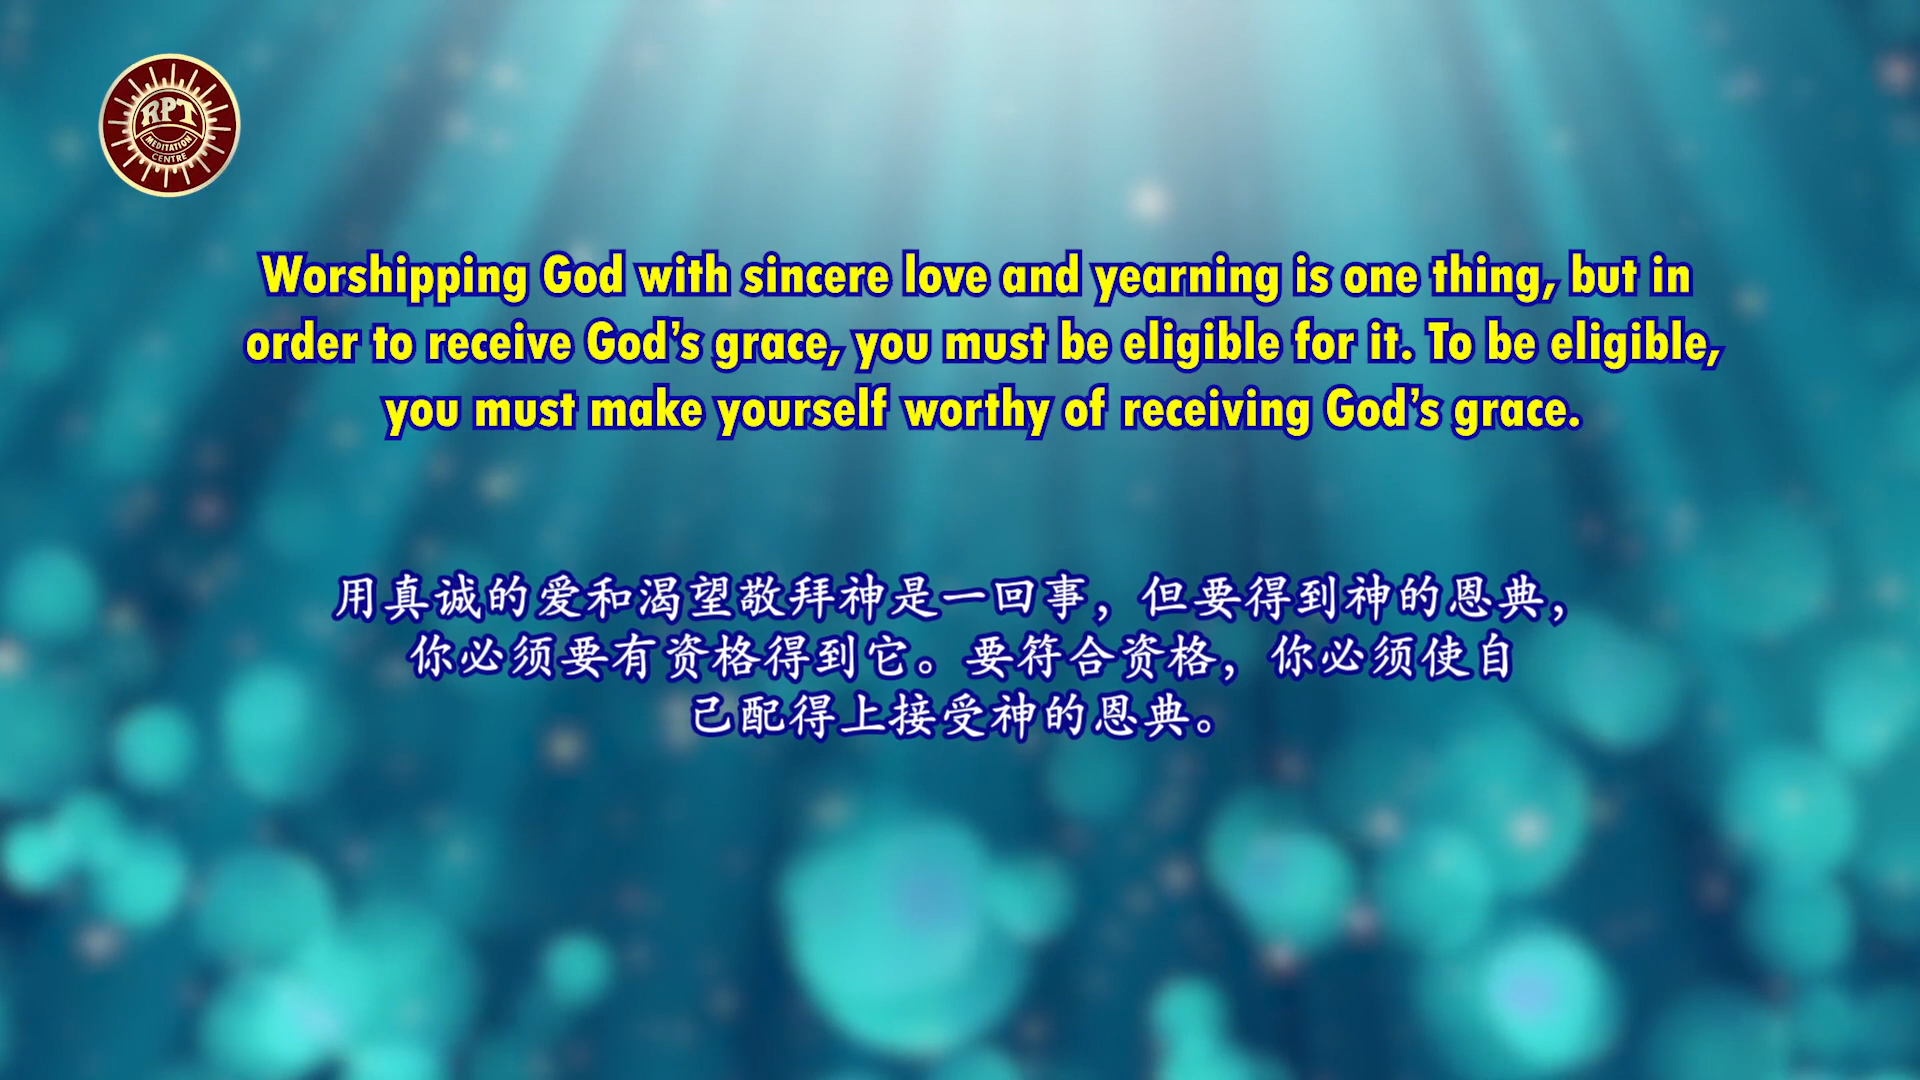 RPT
MEDITATION
CENTRE
Worshipping God with sincere love and yearning is one thing, but in
order to receive God’s grace, you must be eligible for it. To be eligible,
you must make yourself worthy of receiving God’s grace.
用真诚的爱和渴望敬拜神是一回事，但要得到神的恩典，
你必须要有资格得到它。要符合资格，你必须使自
己配得上接受神的恩典。